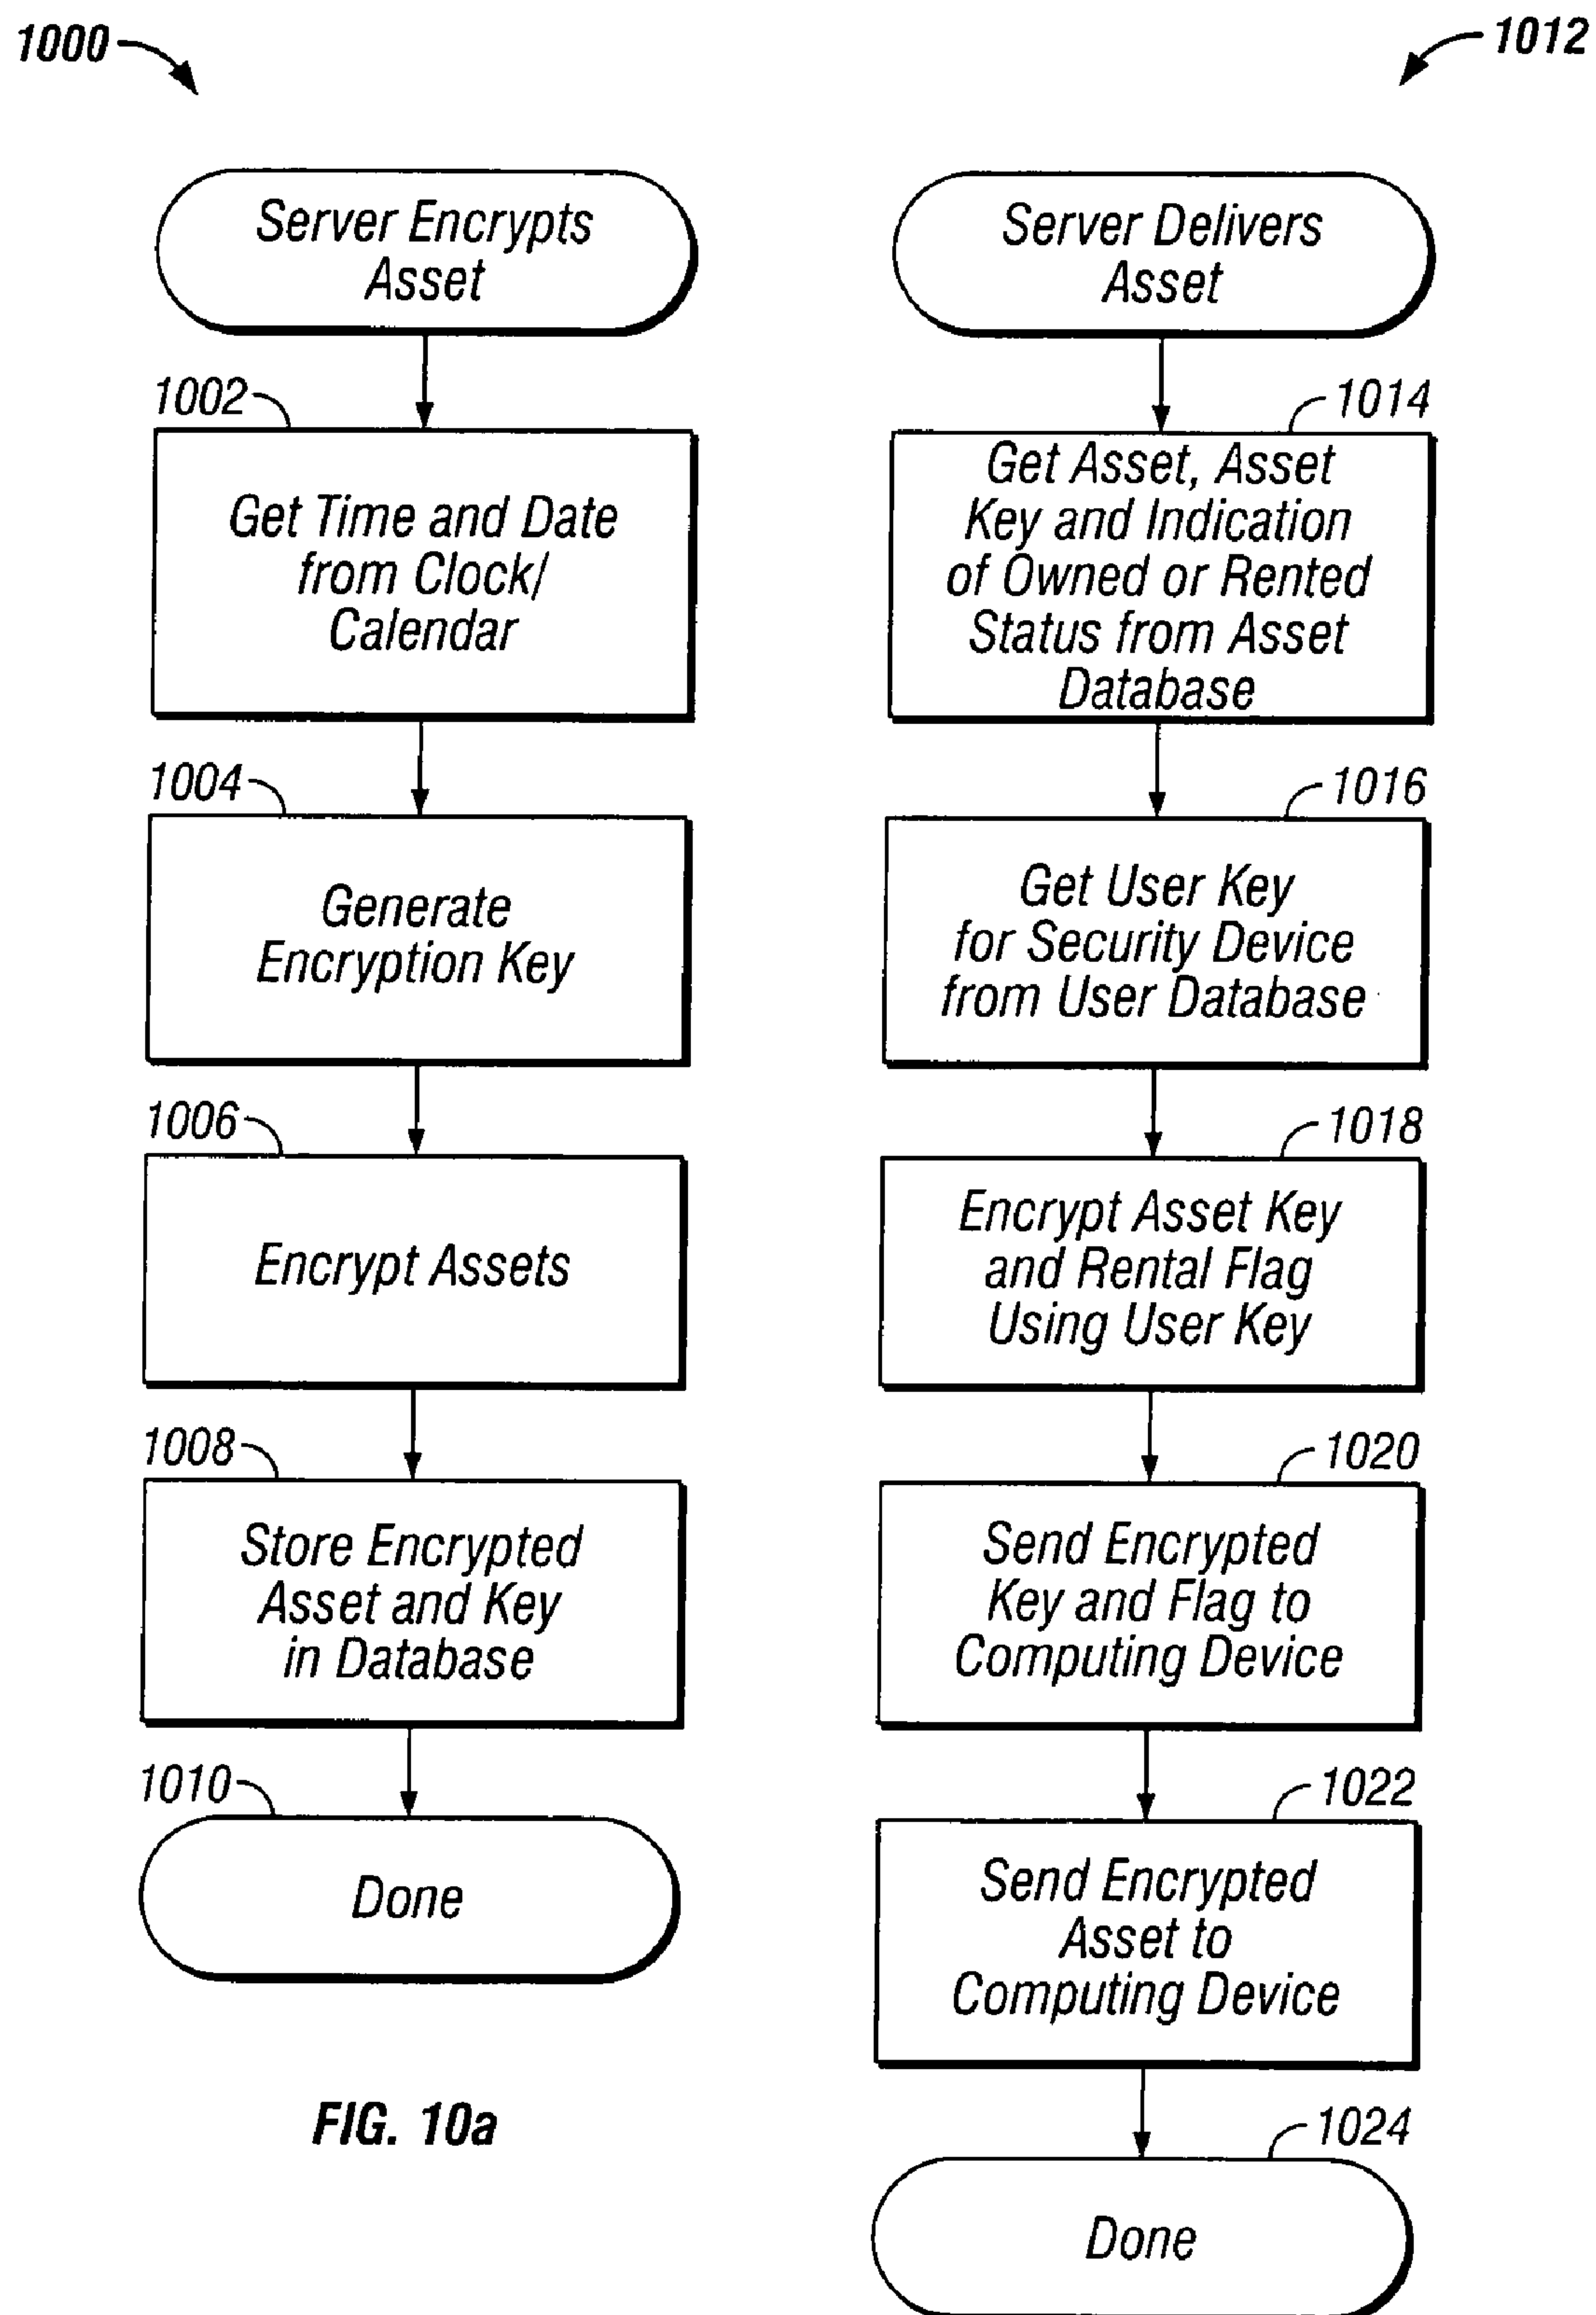 1000
Server Encrypts
Asset
1002
Get Time and Date
from Clock/
Calendar
1004
Generate
Encryption Key
1006
Encrypt Assets
1008
Store Encrypted
Asset and Key
in Database
1010
Done
FIG. 10a
1012
Server Delivers
Asset
1014
Get Asset, Asset
Key and Indication
of Owned or Rented
Status from Asset
Database
1016
Get User Key
for Security Device
from User Database
1018
Encrypt Asset Key
and Rental Flag
Using User Key
1020
Send Encrypted
Key and Flag to
Computing Device
1022
Send Encrypted
Asset to
Computing Device
1024
Done